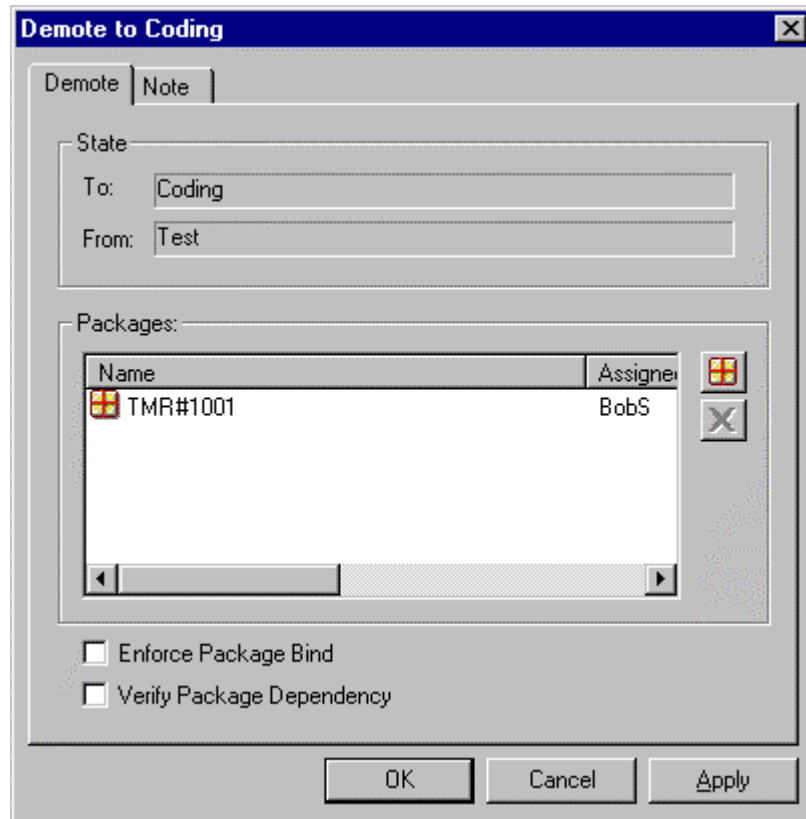 Demote to Coding
Demote Note
State
To: Coding
From: Test
Packages:
Name Assigned
TMR#1001 BobS
Enforce Package Bind
Verify Package Dependency
OK Cancel Apply